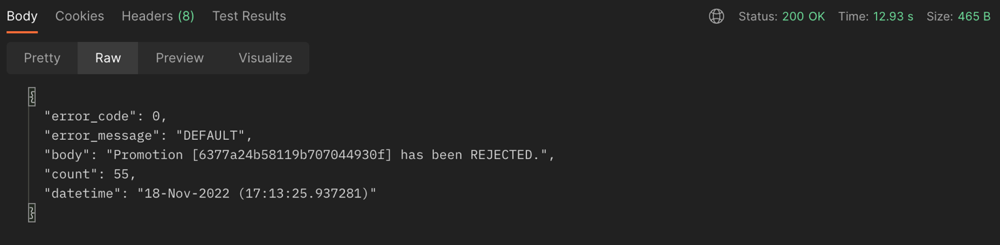 Body Cookies Headers (8) Test Results Status: 200 OK Time: 12.93 s Size: 465 B
Pretty Raw Preview Visualize
{
"error_code": 0,
"error_message": "DEFAULT",
"body": "Promotion [6377a24b58119b707044930f] has been REJECTED.",
"count": 55,
"datetime": "18-Nov-2022 (17:13:25.937281)"
}